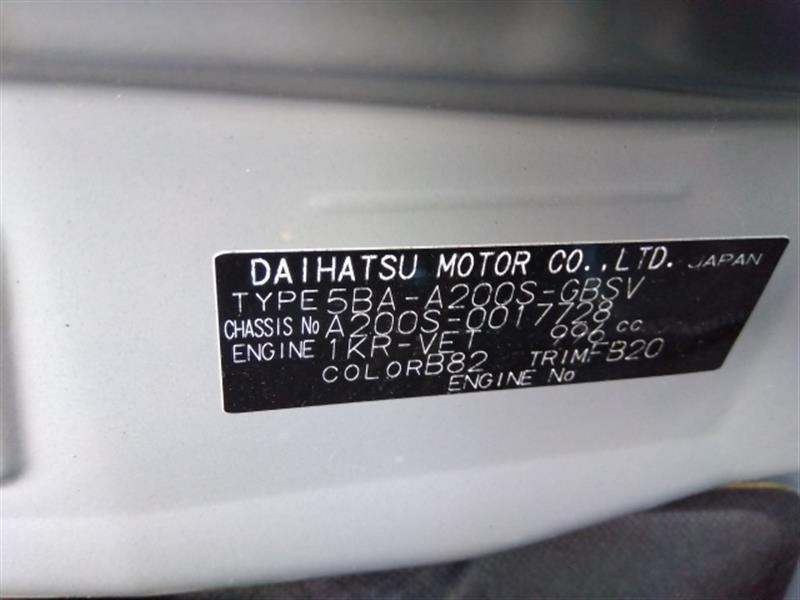 DAIHATSU MOTOR CO.,LTD. JAPAN
TYPE 5BA-A200S-GBSV
CHASSIS No A200S-0017728
ENGINE 1KR-VET 996 cc
COLOR B82 TRIM FB20
ENGINE No